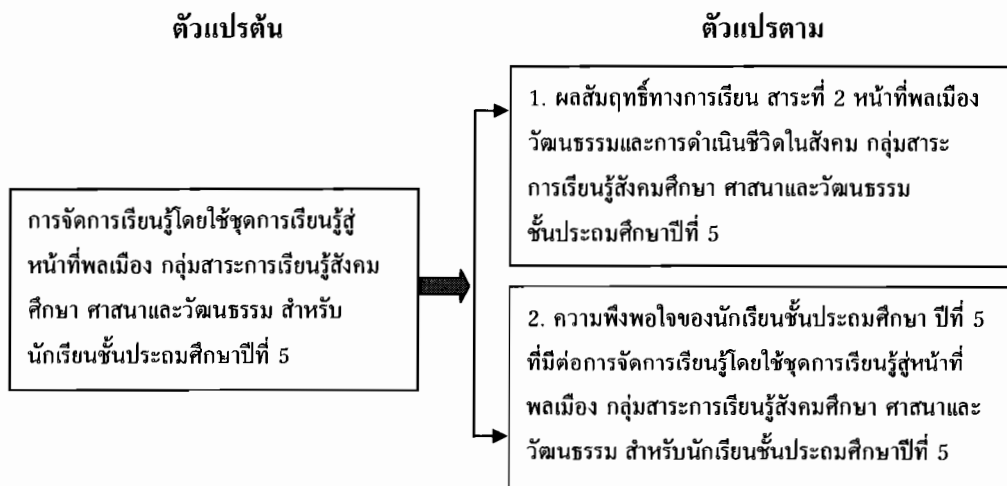 ตัวแปรต้น
ตัวแปรตาม
การจัดการเรียนรู้โดยใช้ชุดการเรียนรู้สู่
หน้าที่พลเมือง กลุ่มสาระการเรียนรู้สังคม
ศึกษา ศาสนาและวัฒนธรรม สำหรับ
นักเรียนชั้นประถมศึกษาปีที่ 5
1. ผลสัมฤทธิ์ทางการเรียน สาระที่ 2 หน้าที่พลเมือง
วัฒนธรรมและการดำเนินชีวิตในสังคม กลุ่มสาระ
การเรียนรู้สังคมศึกษา ศาสนาและวัฒนธรรม
ชั้นประถมศึกษาปีที่ 5
2. ความพึงพอใจของนักเรียนชั้นประถมศึกษา ปีที่ 5
ที่มีต่อการจัดการเรียนรู้โดยใช้ชุดการเรียนรู้สู่หน้าที่
พลเมือง กลุ่มสาระการเรียนรู้สังคมศึกษา ศาสนาและ
วัฒนธรรม สำหรับนักเรียนชั้นประถมศึกษาปีที่ 5